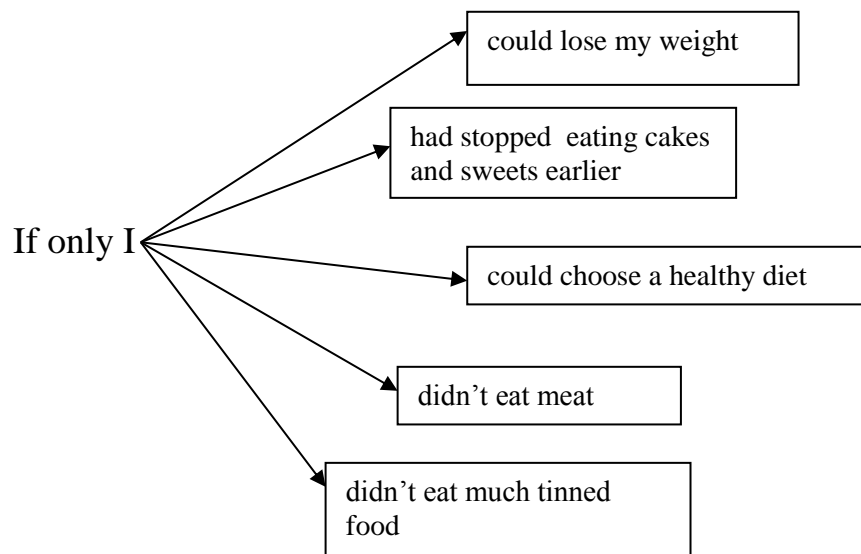 could lose my weight
had stopped  eating cakes
and sweets earlier
If only I
could choose a healthy diet
didn’t eat meat
didn’t eat much tinned
food